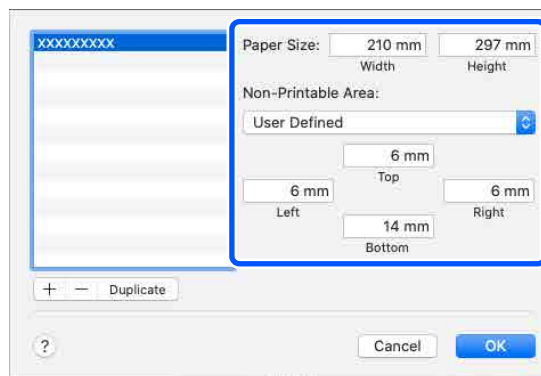 XXXXXXXXX
Paper Size: 210 mm 297 mm
Width Height
Non-Printable Area:
User Defined
6 mm
Top
6 mm 6 mm
Left Right
14 mm
Bottom
+ − Duplicate
? Cancel OK